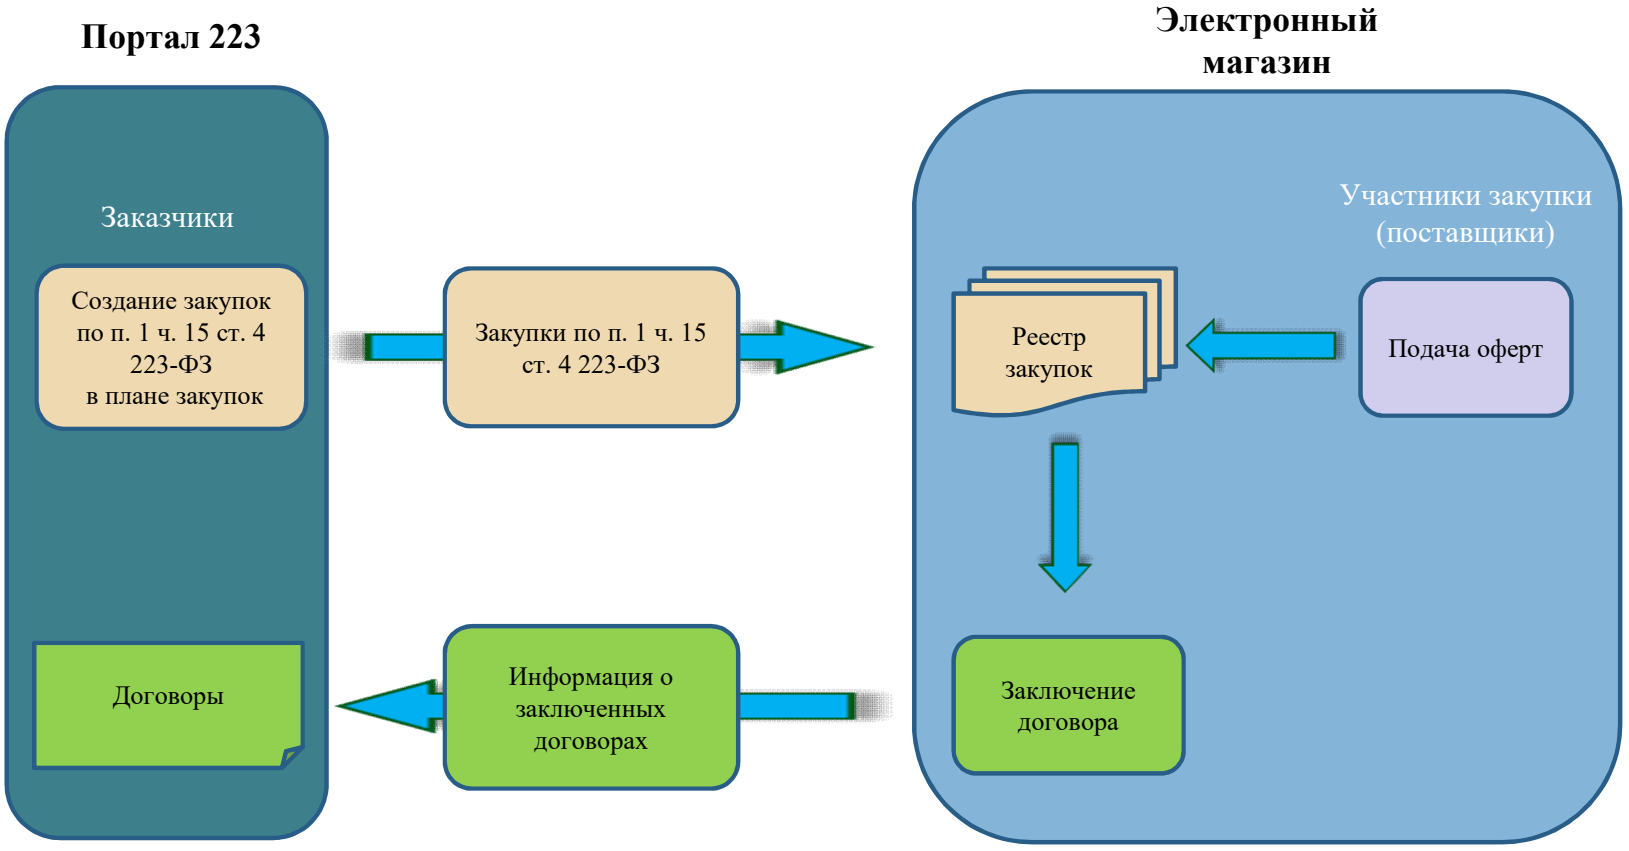 Портал 223
Электронный
магазин
Заказчики
Создание закупок
по п. 1 ч. 15 ст. 4
223-ФЗ
в плане закупок
Закупки по п. 1 ч. 15
ст. 4 223-ФЗ
Реестр
закупок
Участники закупки
(поставщики)
Подача оферт
Договоры
Информация о
заключенных
договорах
Заключение
договора